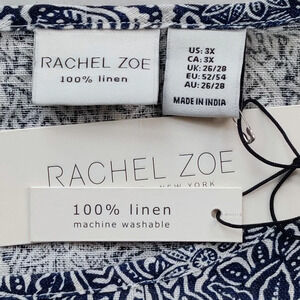 RACHEL ZOE
100% linen
US: 3X
CA: 3X
UK: 26/28
EU: 52/54
AU: 26/28
MADE IN INDIA
RACHEL ZOE
NEW YORK
100% linen
machine washable